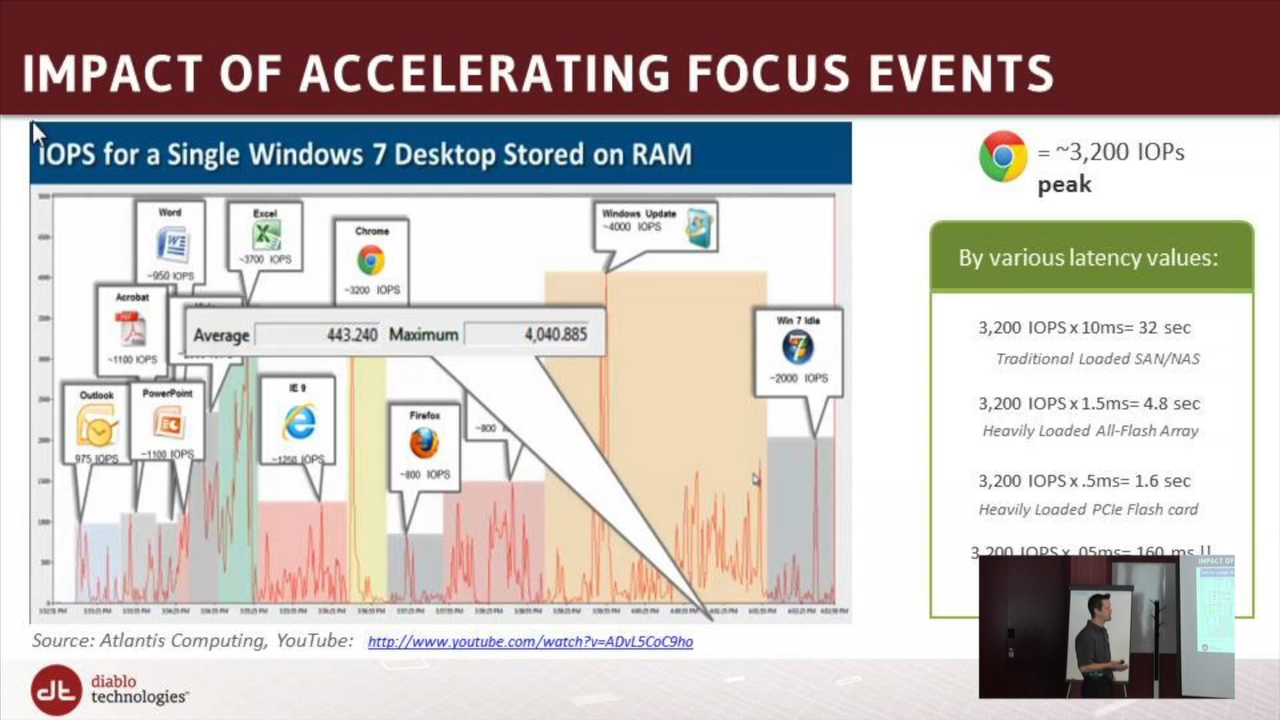 IMPACT OF ACCELERATING FOCUS EVENTS
IOPS for a Single Windows 7 Desktop Stored on RAM
= ~3,200 IOPs
peak
Word
~950 IOPS
Excel
~3700 IOPS
Chrome
~3200 IOPS
Windows Update
~4000 IOPS
By various latency values:
Acrobat
~1100 IOPS
Average 443.240 Maximum 4,040.885
Win 7 Idle
~2000 IOPS
3,200 IOPS x 10ms= 32 sec
Traditional Loaded SAN/NAS
Outlook
975 IOPS
PowerPoint
~1100 IOPS
IE 9
~1250 IOPS
Firefox
~800 IOPS
~800
3,200 IOPS x 1.5ms= 4.8 sec
Heavily Loaded All-Flash Array
3,200 IOPS x .5ms= 1.6 sec
Heavily Loaded PCIe Flash card
3,200 IOPS x .05ms= 160 ms !!
IMPACT OF
Source: Atlantis Computing, YouTube: http://www.youtube.com/watch?v=ADvL5CoC9ho
dt diablo
technologies